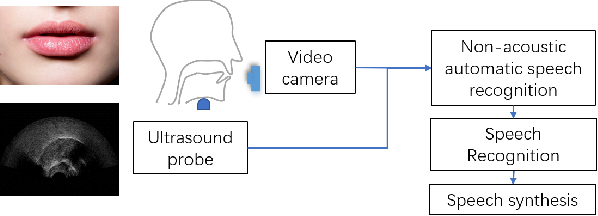 Video
camera
Ultrasound
probe
Non-acoustic
automatic speech
recognition
Speech
Recognition
Speech synthesis